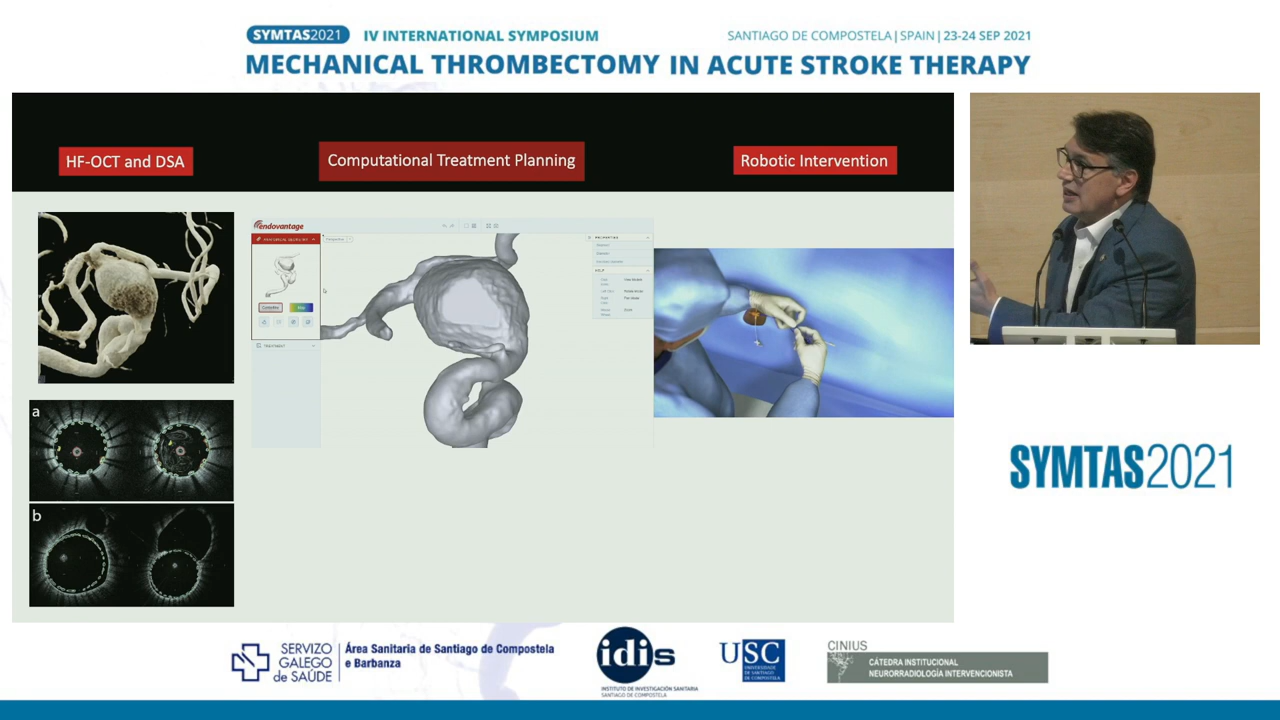 SYMTAS2021 IV INTERNATIONAL SYMPOSIUM
SANTIAGO DE COMPOSTELA | SPAIN | 23-24 SEP 2021
MECHANICAL THROMBECTOMY IN ACUTE STROKE THERAPY
HF-OCT and DSA
Computational Treatment Planning
Robotic Intervention
endovantage
PROPERTIES
HELP
TREATMENT
a
b
SYMTAS2021
SERVIZO
GALEGO
de SAÚDE
Área Sanitaria de Santiago de Compostela
e Barbanza
idis
INSTITUTO DE INVESTIGACIÓN SANITARIA
SANTIAGO DE COMPOSTELA
USC
UNIVERSIDADE
DE SANTIAGO
DE COMPOSTELA
CINIUS
CÁTEDRA INSTITUCIONAL
NEURORRADIOLOGÍA INTERVENCIONISTA